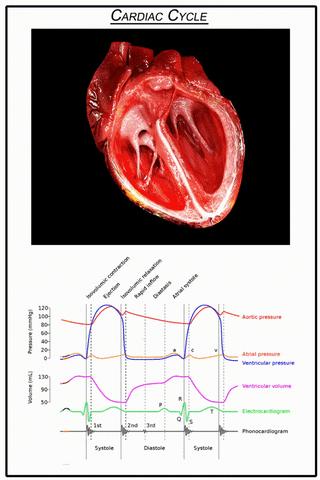 CARDIAC CYCLE
Isovolumic contraction
Ejection
Isovolumic relaxation
Rapid inflow
Diastasis
Atrial systole
Pressure (mmHg)
120
100
80
60
40
20
0
Aortic pressure
a c v
Atrial pressure
Ventricular pressure
Volume (mL)
130
90
50
Ventricular volume
R
P
T
Electrocardiogram
Q
S
1st 2nd 3rd
Phonocardiogram
Systole Diastole Systole